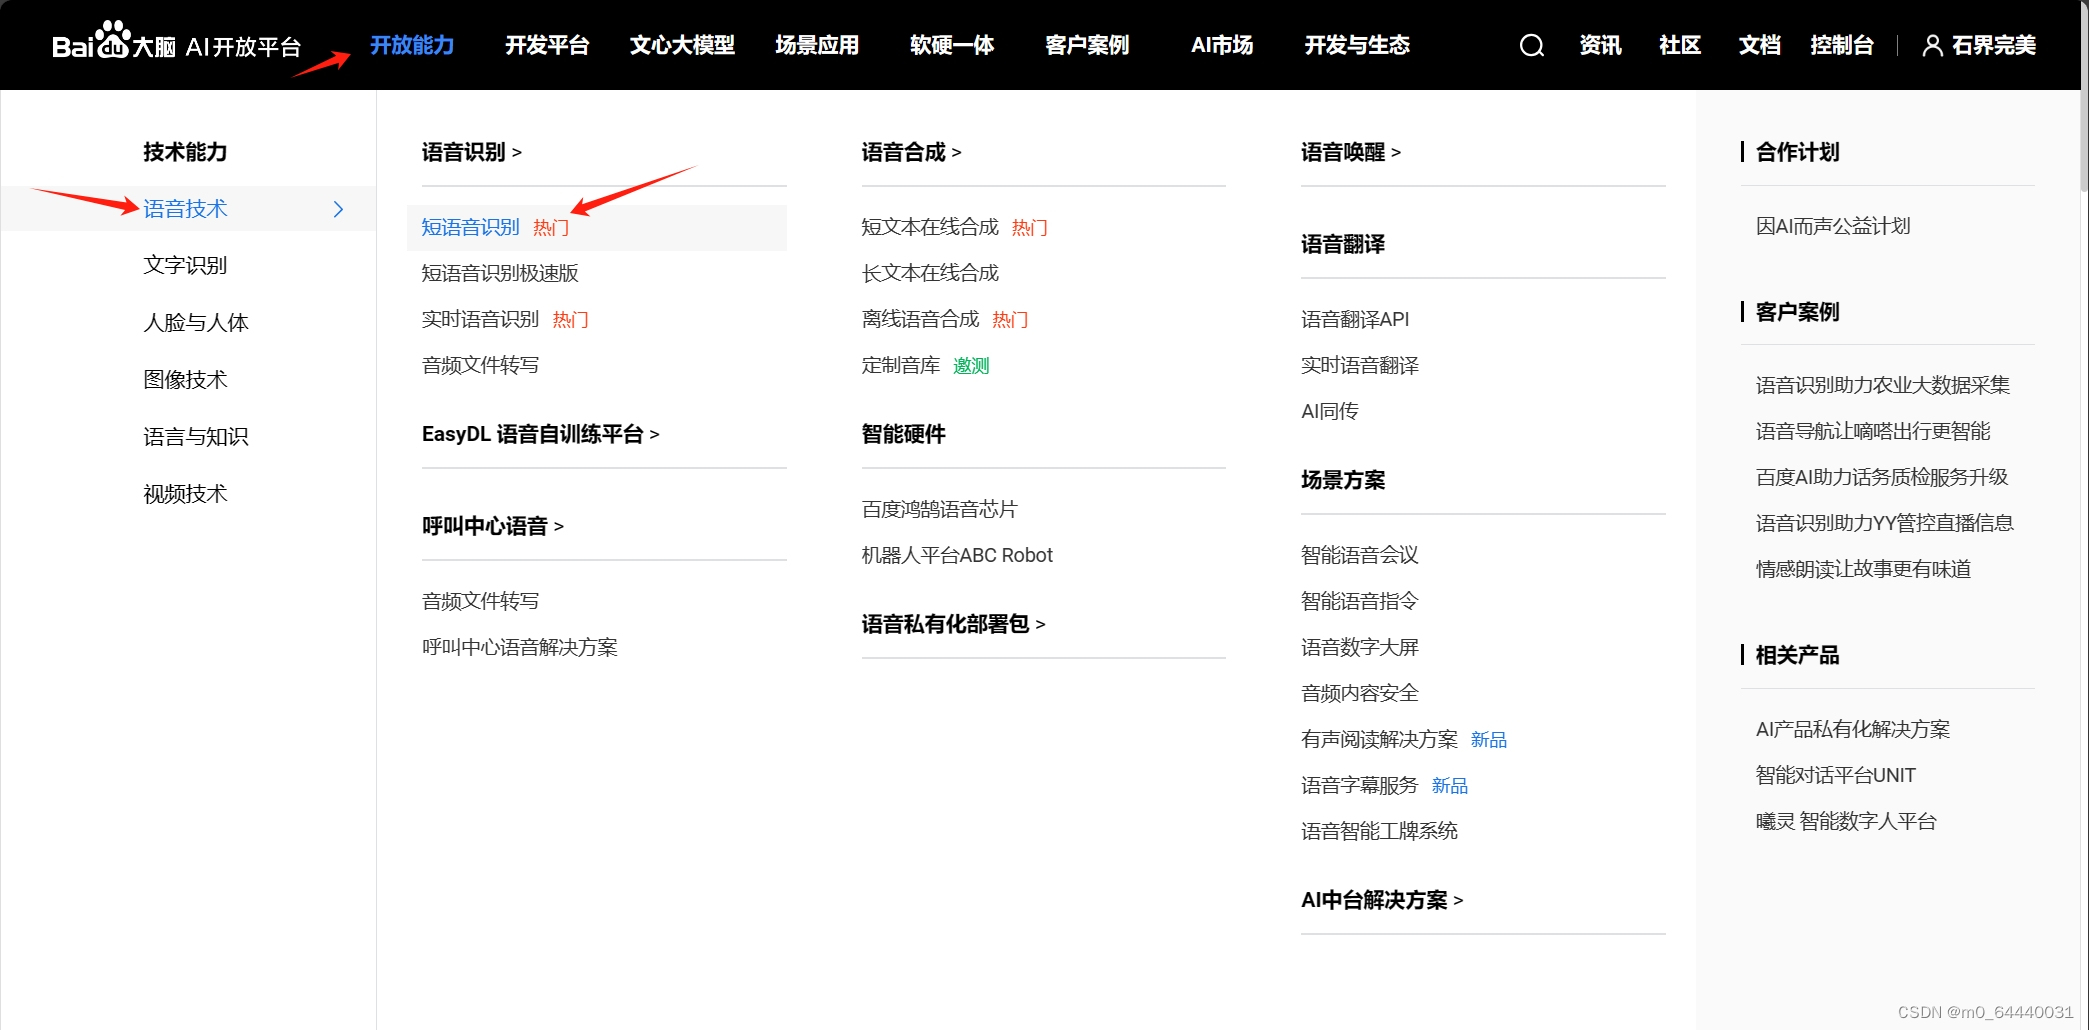 Bai du 大脑 AI开放平台 开放能力 开发平台 文心大模型 场景应用 软硬一体 客户案例 AI市场 开发与生态 资讯 社区 文档 控制台 石界完美
技术能力
语音技术
文字识别
人脸与人体
图像技术
语言与知识
视频技术
语音识别 >
短语音识别 热门
短语音识别极速版
实时语音识别 热门
音频文件转写
EasyDL 语音自训练平台 >
呼叫中心语音 >
音频文件转写
呼叫中心语音解决方案
语音合成 >
短文本在线合成 热门
长文本在线合成
离线语音合成 热门
定制音库 邀测
智能硬件
百度鸿鹄语音芯片
机器人平台ABC Robot
语音私有化部署包 >
语音唤醒 >
语音翻译
语音翻译API
实时语音翻译
AI同传
场景方案
智能语音会议
智能语音指令
语音数字大屏
音频内容安全
有声阅读解决方案 新品
语音字幕服务 新品
语音智能工牌系统
AI中台解决方案 >
合作计划
因AI而声公益计划
客户案例
语音识别助力农业大数据采集
语音导航让嘀嗒出行更智能
百度AI助力话务质检服务升级
语音识别助力YY管控直播信息
情感朗读让故事更有味道
相关产品
AI产品私有化解决方案
智能对话平台UNIT
曦灵 智能数字人平台
CSDN @m0_64440031